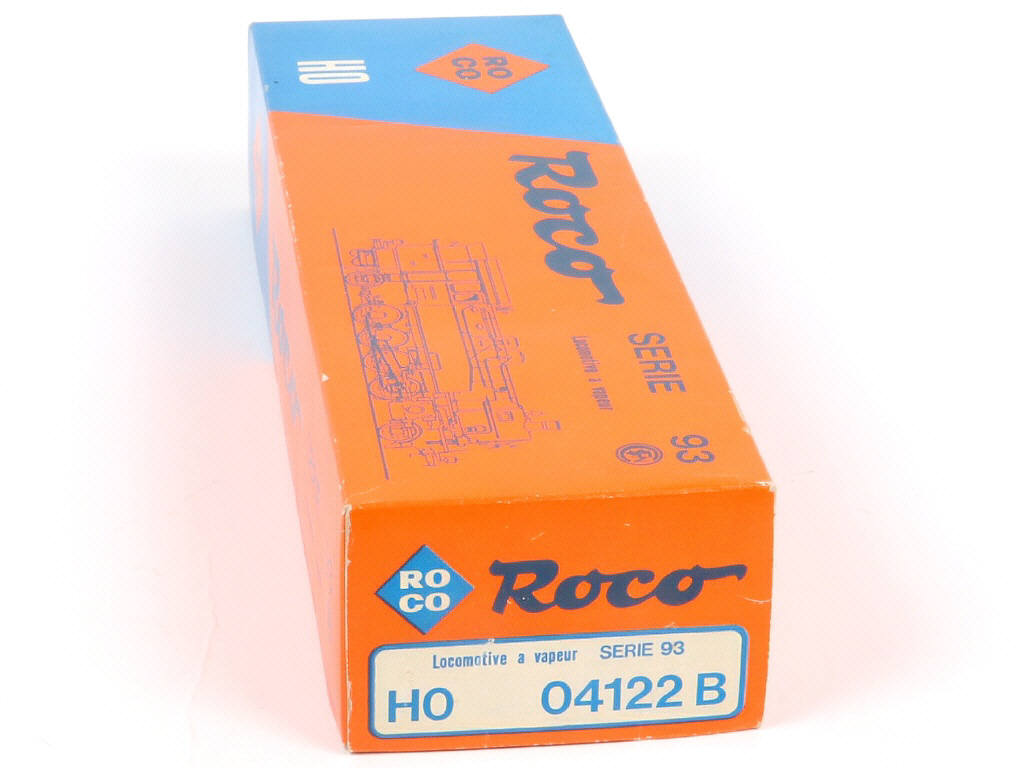 RO
CO
HO
Roco
SERIE 93
Locomotive a vapeur
RO
CO
Roco
Locomotive a vapeur SERIE 93
HO 04122 B